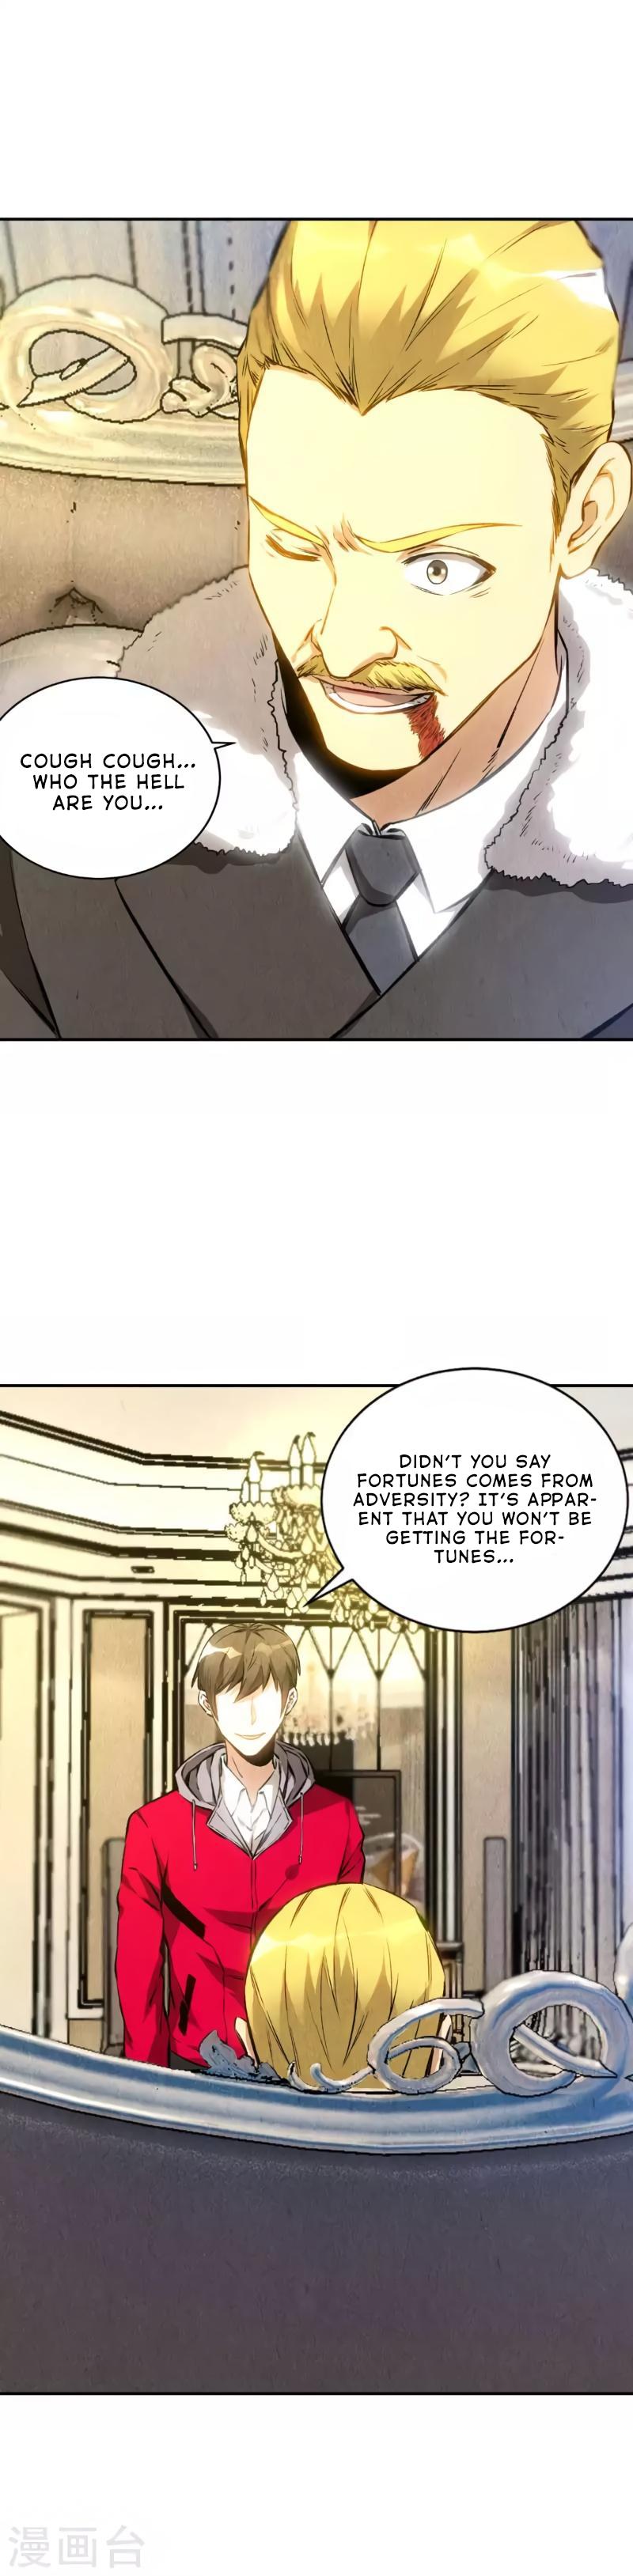 COUGH COUGH...
WHO THE HELL
ARE YOU...
DIDN'T YOU SAY
FORTUNES COMES FROM
ADVERSITY? IT'S APPAR-
ENT THAT YOU WON'T BE
GETTING THE FOR-
TUNES...
漫画台